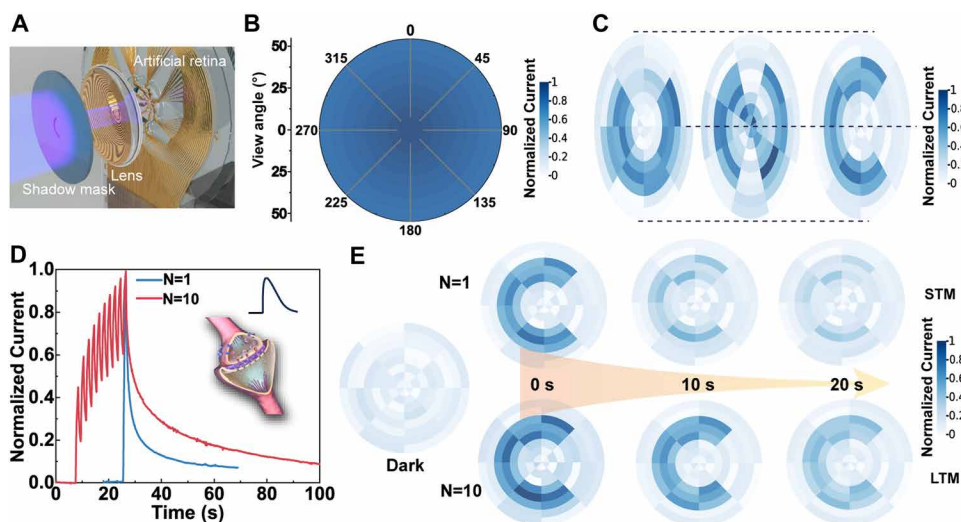 A
Artificial retina
Lens
Shadow mask
B
View angle (°)
50
25
0
25
50
0
45
90
135
180
225
270
315
Normalized Current
1
0.8
0.6
0.4
0.2
0
C
Normalized Current
1
0.8
0.6
0.4
0.2
0
D
Normalized Current
1.0
0.8
0.6
0.4
0.2
0.0
N=1
N=10
0 20 40 60 80 100
Time (s)
E
N=1
STM
Dark
0 s 10 s 20 s
N=10
LTM
Normalized Current
1
0.8
0.6
0.4
0.2
0